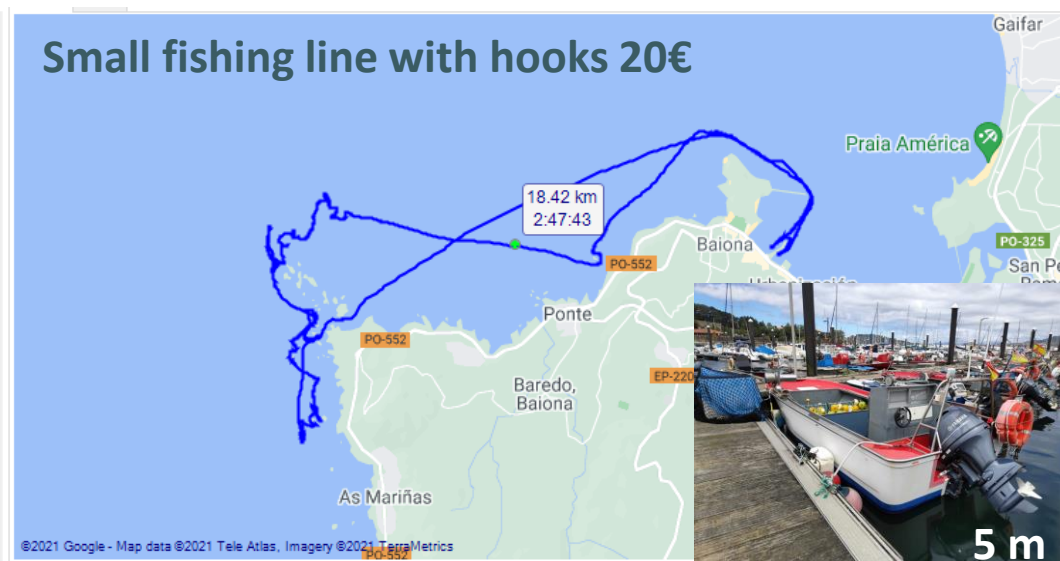 Small fishing line with hooks 20€
Gaifar
Praia América
18.42 km
2:47:43
PO-325
Baiona
PO-552
San Pe
Ponte
PO-552
EP-220
Baredo,
Baiona
As Mariñas
©2021 Google - Map data ©2021 Tele Atlas, Imagery ©2021 TerraMetrics
PO-552
5 m